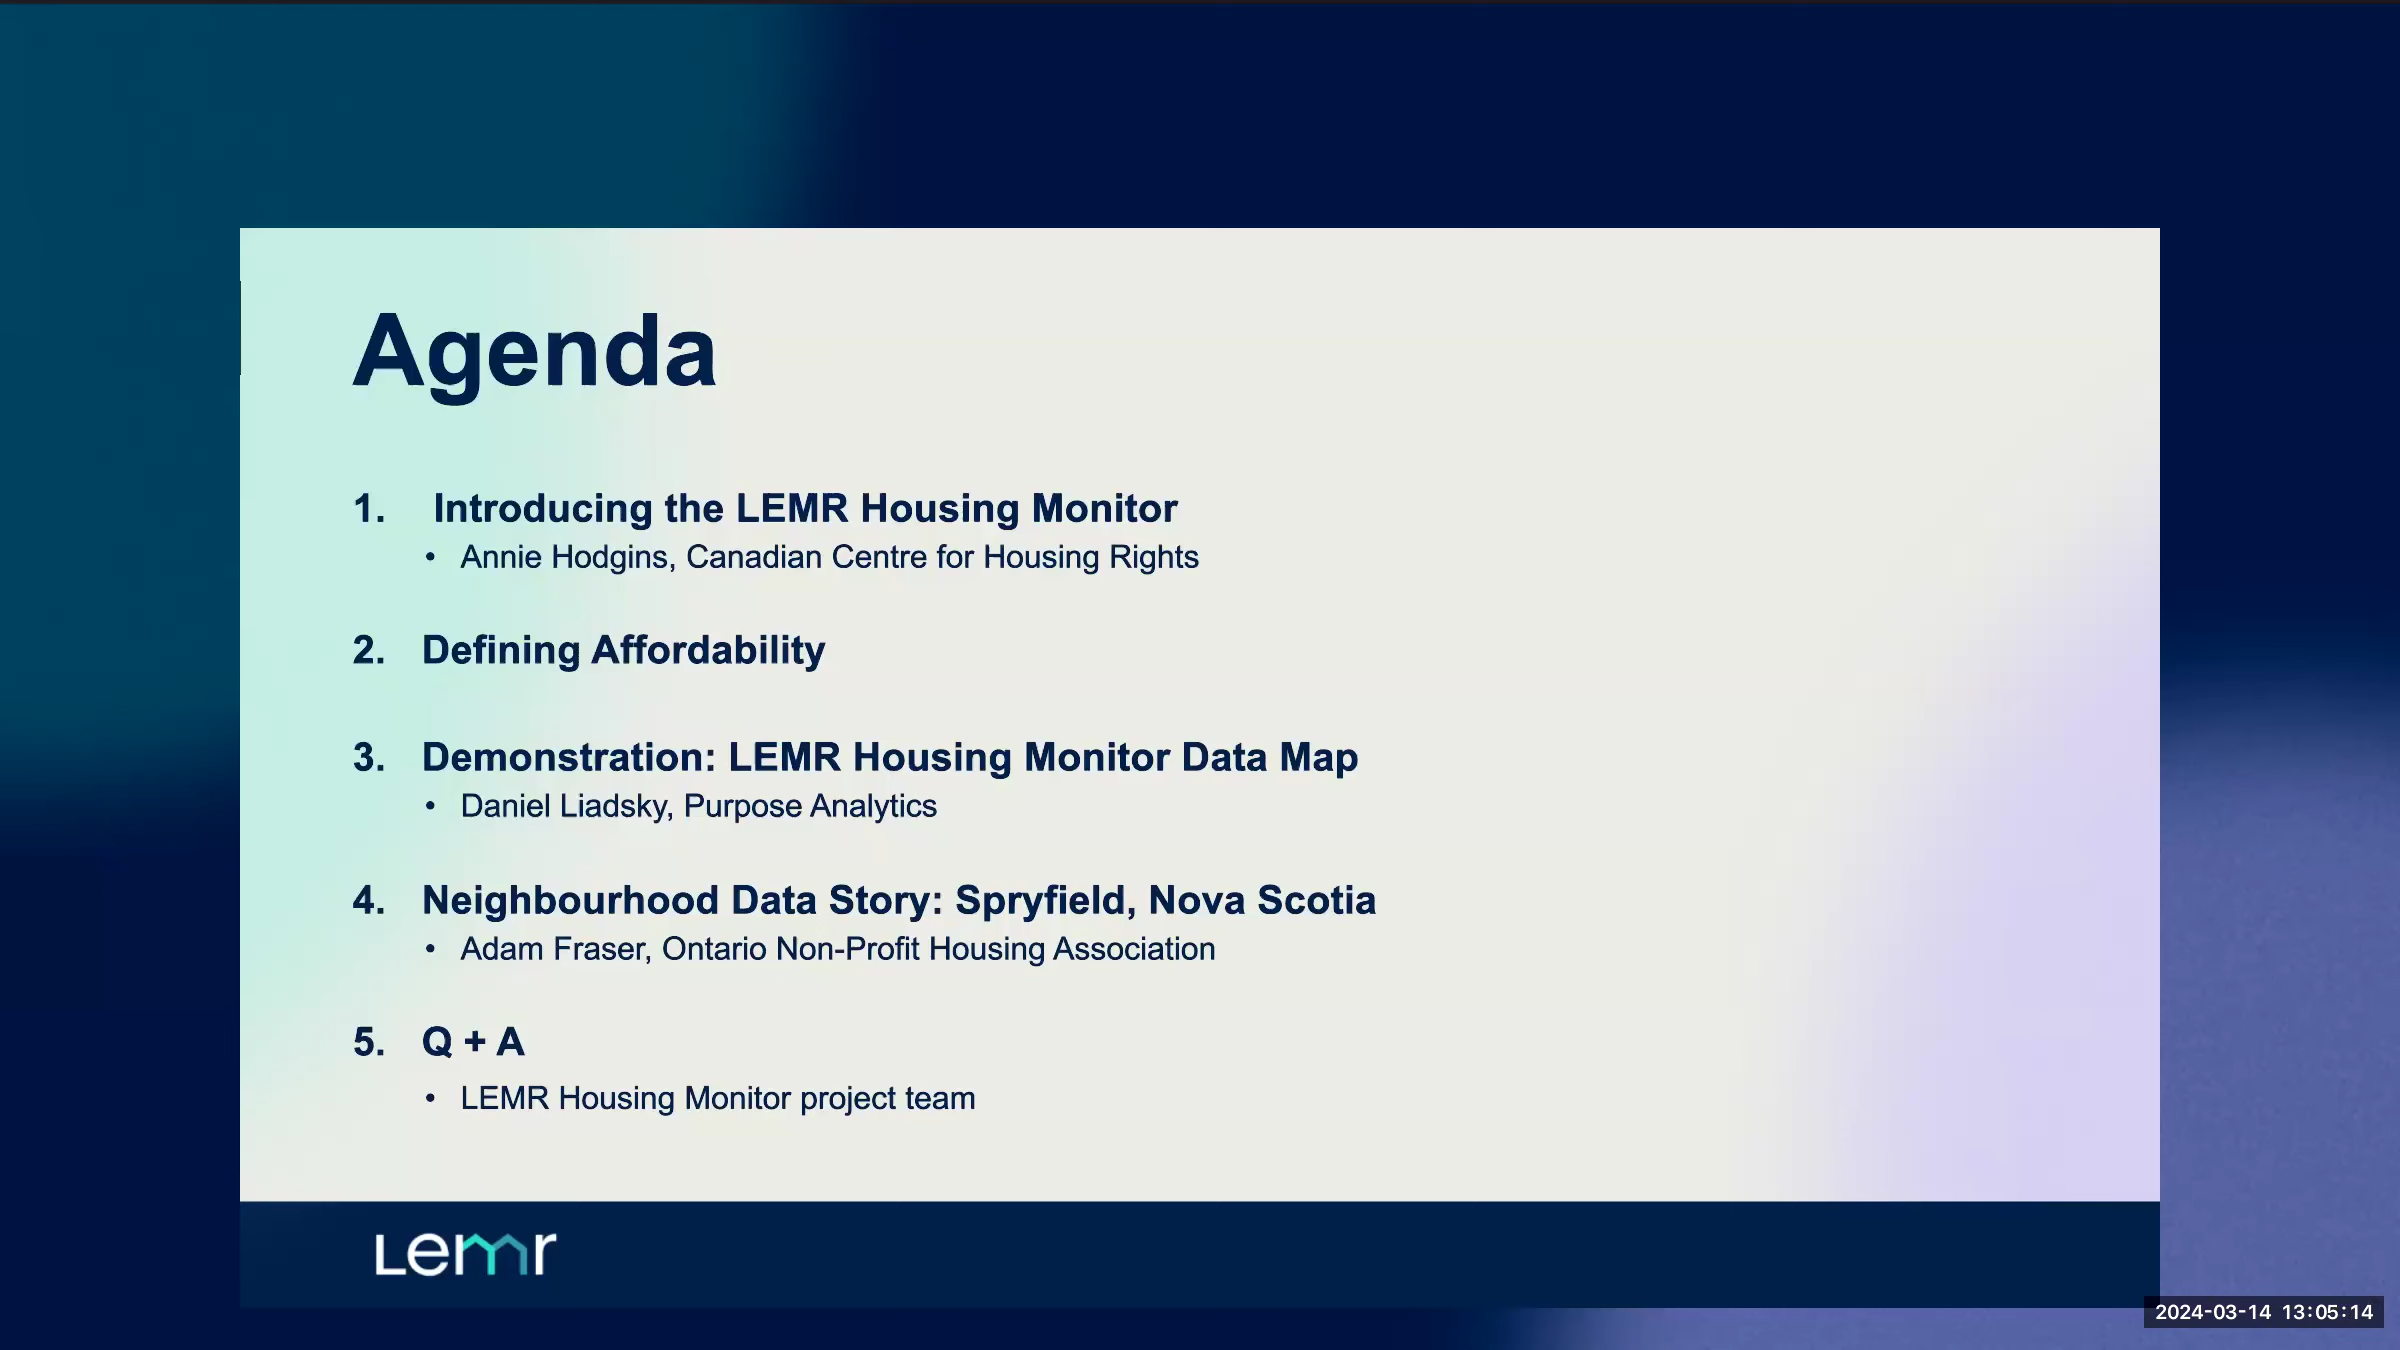 Agenda
1. Introducing the LEMR Housing Monitor
• Annie Hodgins, Canadian Centre for Housing Rights
2. Defining Affordability
3. Demonstration: LEMR Housing Monitor Data Map
• Daniel Liadsky, Purpose Analytics
4. Neighbourhood Data Story: Spryfield, Nova Scotia
• Adam Fraser, Ontario Non-Profit Housing Association
5. Q + A
• LEMR Housing Monitor project team
Lemr
2024-03-14 13:05:14